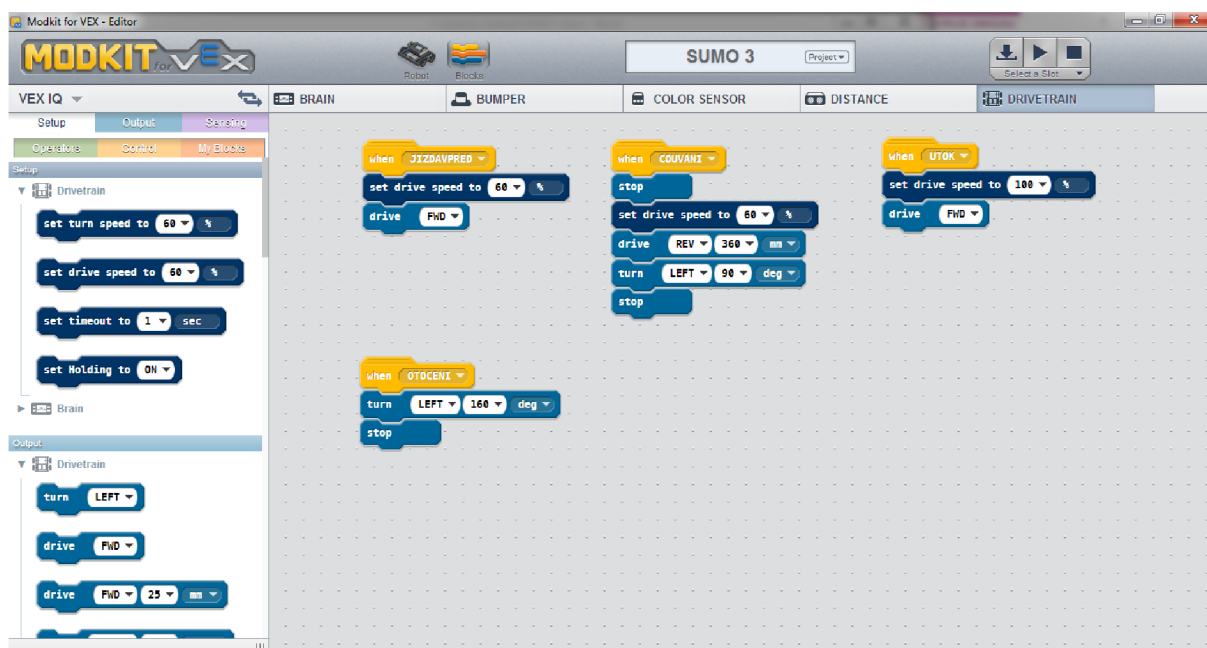 Modkit for VEX - Editor
MODKIT for VEX
Robot
Blocks
SUMO 3
Project
Select a Slot
VEX IQ
BRAIN
BUMPER
COLOR SENSOR
DISTANCE
DRIVETRAIN
Setup
Output
Sensing
Operators
Control
My Blocks
Setup
Drivetrain
set turn speed to 60 %
set drive speed to 60 %
set timeout to 1 sec
set Holding to ON
Brain
Output
Drivetrain
turn LEFT
drive FWD
drive FWD 25 mm
when JIZDAVPRED
set drive speed to 60 %
drive FWD
when COUVANI
stop
set drive speed to 60 %
drive REV 360 mm
turn LEFT 90 deg
stop
when UTOK
set drive speed to 100 %
drive FWD
when OTOCENI
turn LEFT 160 deg
stop